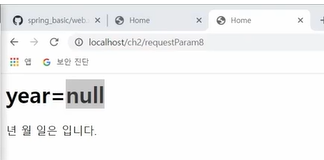 spring_basic/web
Home
Home
localhost/ch2/requestParam8
앱
보안 진단
year=null
년 월 일은 입니다.